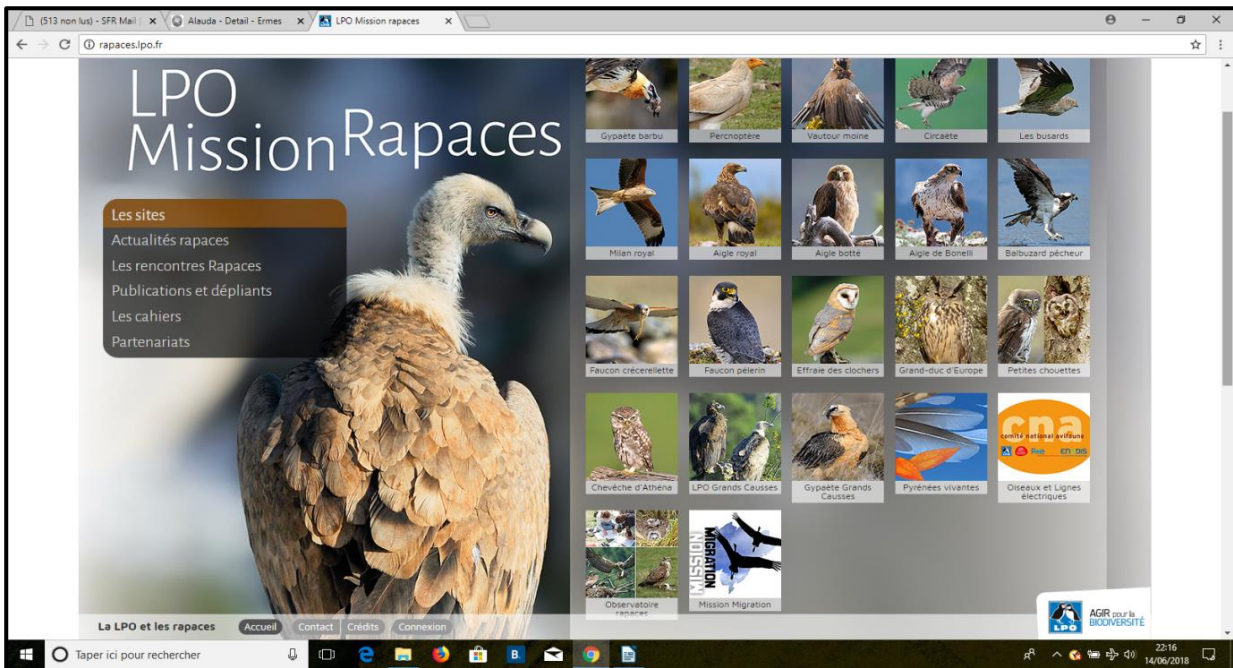 (513 non lus) - SFR Mail
Alauda - Detail - Ermes
LPO Mission rapaces
rapaces.lpo.fr
LPO
Mission Rapaces
Les sites
Actualités rapaces
Les rencontres Rapaces
Publications et dépliants
Les cahiers
Partenariats
Gypaète barbu
Percnoptère
Vautour moine
Circaète
Les busards
Milan royal
Aigle royal
Aigle botté
Aigle de Bonelli
Balbuzard pêcheur
Faucon crécerellette
Faucon pèlerin
Effraie des clochers
Grand-duc d'Europe
Petites chouettes
Chevêche d'Athéna
LPO Grands Causses
Gypaète Grands
Causses
Pyrénées vivantes
cna
comité national avifaune
Oiseaux et Lignes
électriques
Observatoire
rapaces
MISSION
MIGRATION
Mission Migration
La LPO et les rapaces
Accueil
Contact
Crédits
Connexion
LPO
AGIR pour la
BIODIVERSITÉ
Taper ici pour rechercher
B.
22:16
14/06/2018